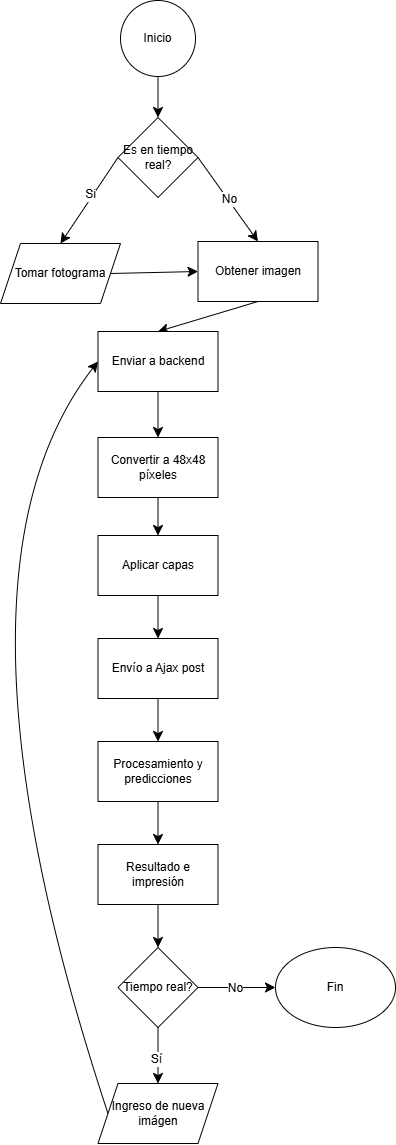 Inicio
Es en tiempo
real?
Si
No
Tomar fotograma
Obtener imagen
Enviar a backend
Convertir a 48x48
píxeles
Aplicar capas
Envío a Ajax post
Procesamiento y
predicciones
Resultado e
impresión
Tiempo real?
No
Fin
Sí
Ingreso de nueva
imágen